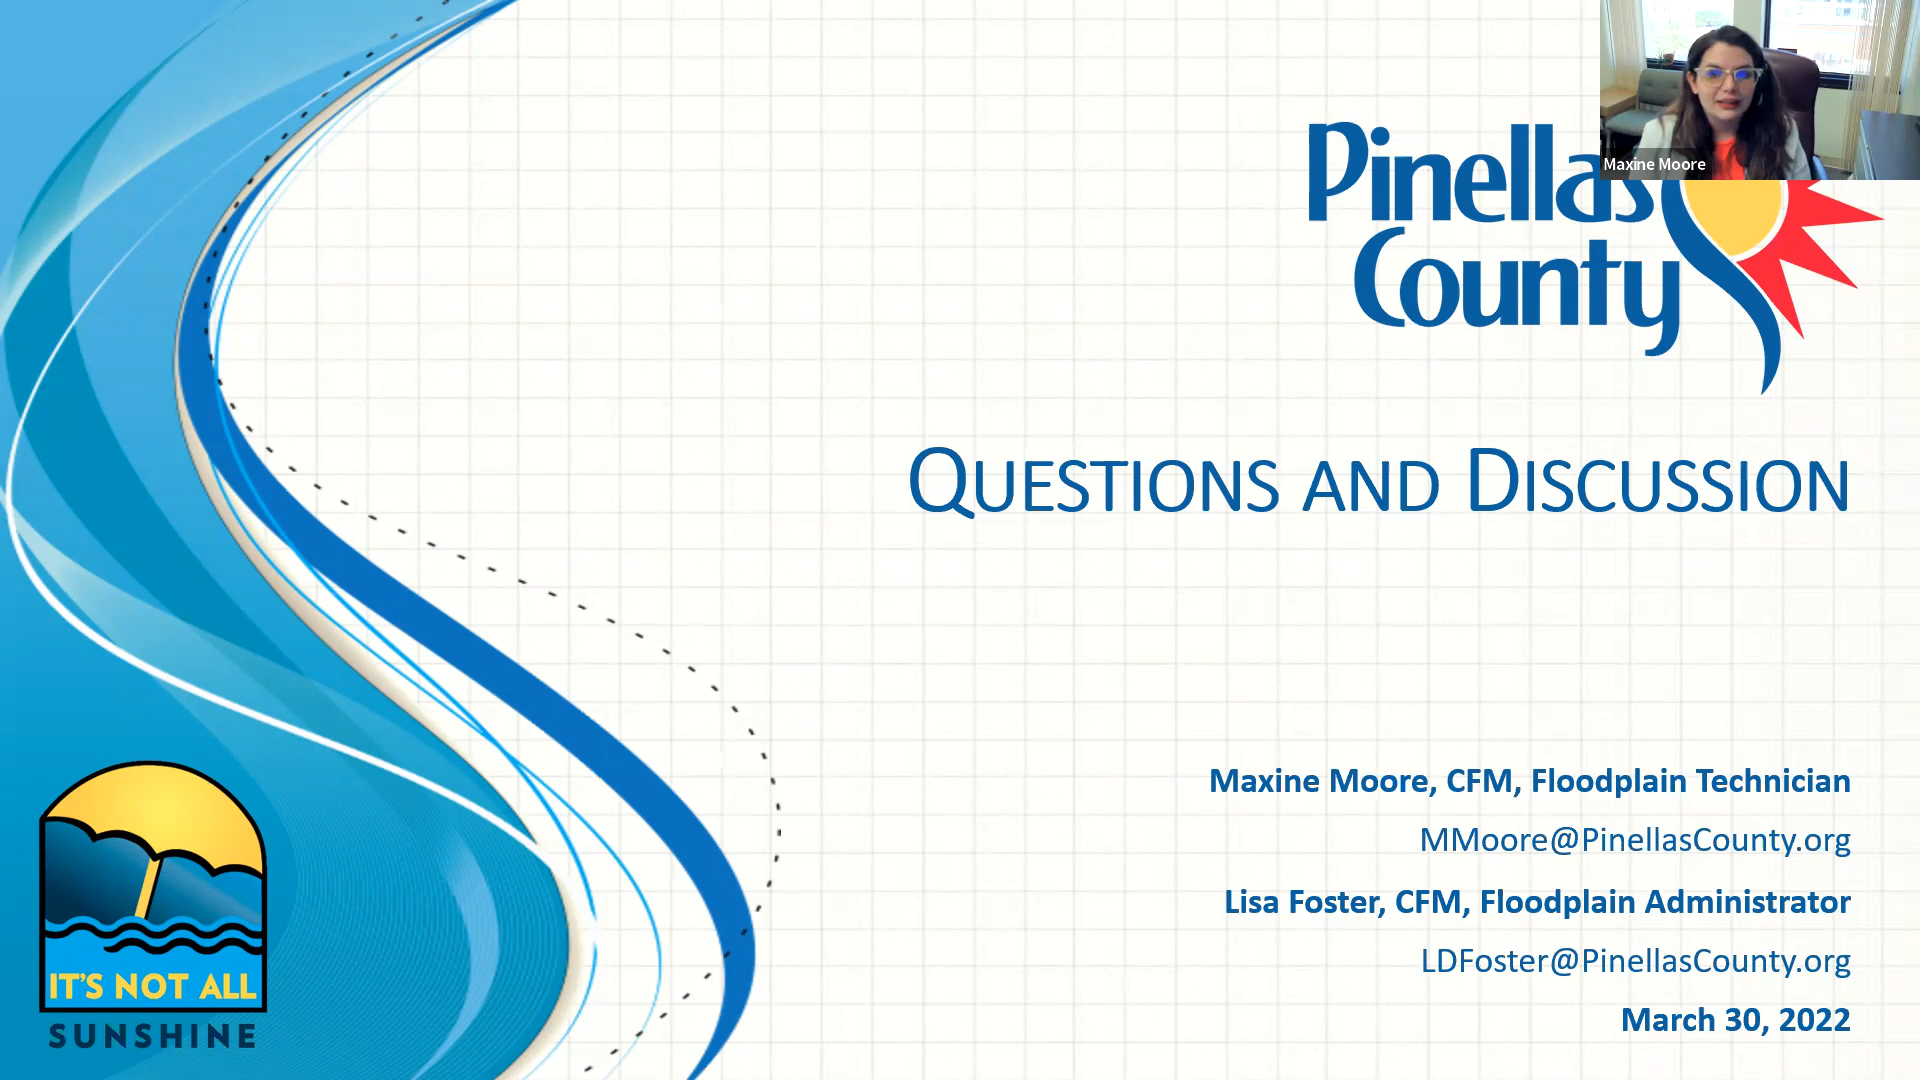 Maxine Moore
Pinellas
County
QUESTIONS AND DISCUSSION
Maxine Moore, CFM, Floodplain Technician
MMoore@PinellasCounty.org
Lisa Foster, CFM, Floodplain Administrator
LDFoster@PinellasCounty.org
March 30, 2022
IT'S NOT ALL
SUNSHINE